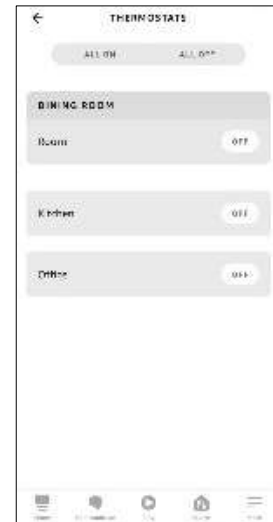 THERMOSTATS
ALL ON ALL OFF
DINING ROOM
Room OFF
Kitchen OFF
Office OFF